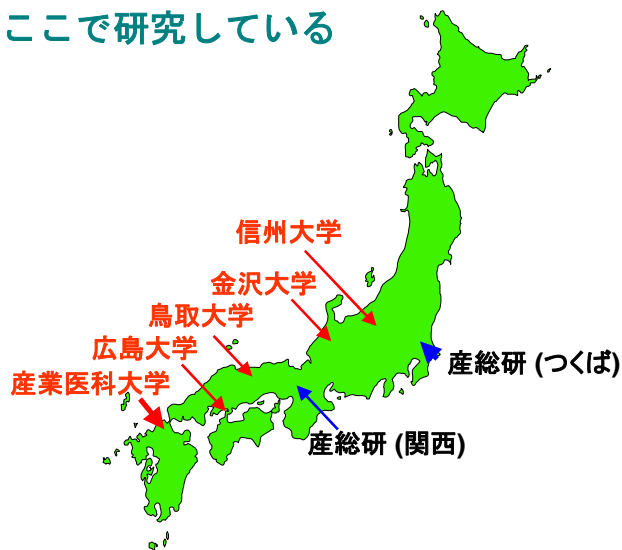 ここで研究している
信州大学
金沢大学
鳥取大学
広島大学
産業医科大学
産総研 (つくば)
産総研 (関西)